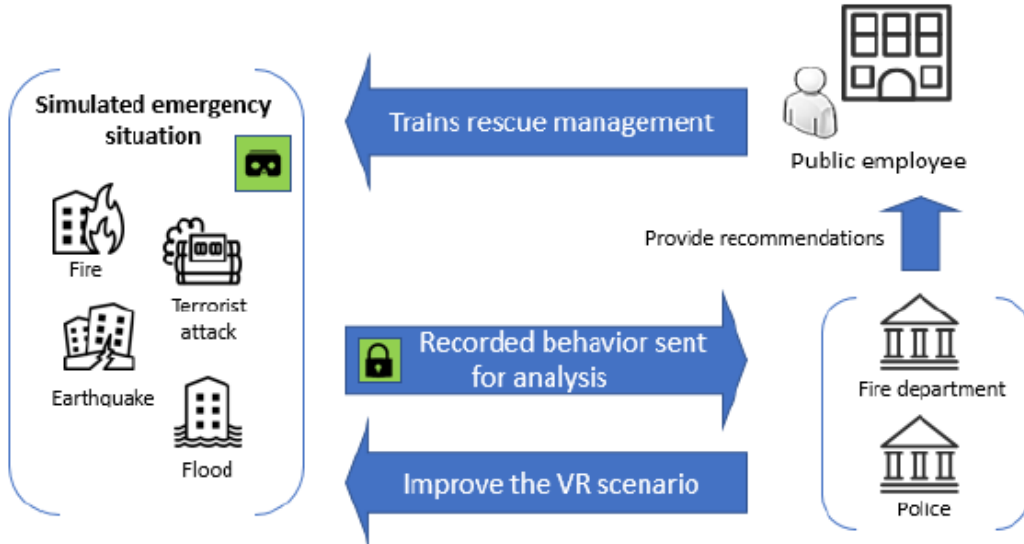 Simulated emergency
situation
Fire
Terrorist
attack
Earthquake
Flood
Trains rescue management
Public employee
Provide recommendations
Recorded behavior sent
for analysis
Fire department
Improve the VR scenario
Police